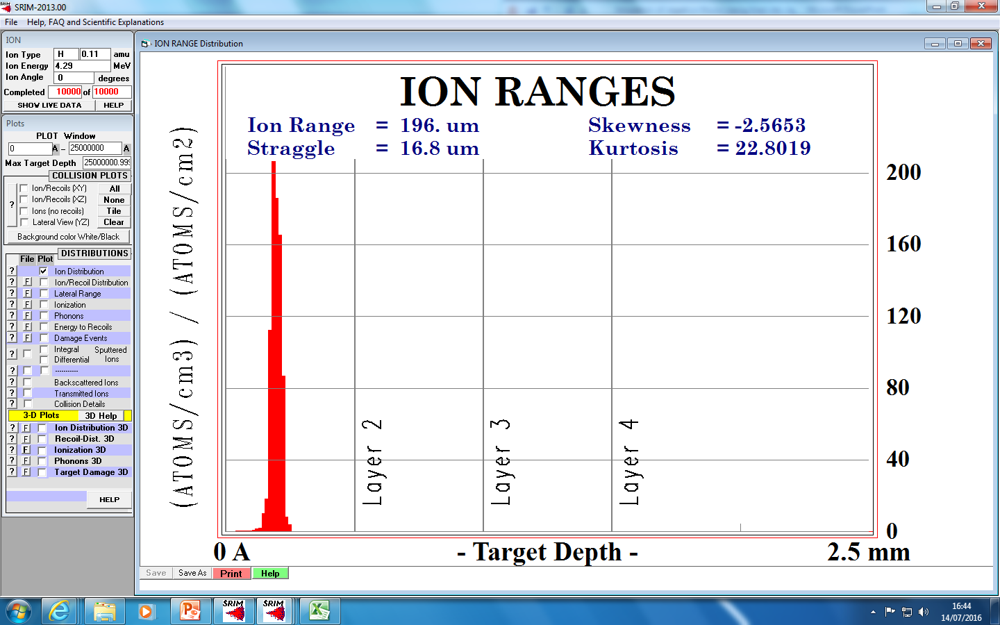 SRIM-2013.00
File Help, FAQ and Scientific Explanations
ION
Ion Type H 0.11 amu
Ion Energy 4.29 MeV
Ion Angle 0 degrees
Completed 10000 of 10000
SHOW LIVE DATA HELP
Plots
PLOT Window
0 A - 25000000 A
Max Target Depth 25000000.999
COLLISION PLOTS
?
Ion/Recoils (XY) All
Ion/Recoils (XZ) None
Ions (no recoils) Tile
Lateral View (YZ) Clear
Background color White/Black
DISTRIBUTIONS
File Plot
? Ion Distribution
? F Ion/Recoil Distribution
? F Lateral Range
? F Ionization
? F Phonons
? F Energy to Recoils
? F Damage Events
? Integral Sputtered
Differential Ions
? -----------
? Backscattered Ions
? Transmitted Ions
? Collision Details
3-D Plots 3D Help
? F Ion Distribution 3D
? F Recoil-Dist. 3D
? F Ionization 3D
? F Phonons 3D
? F Target Damage 3D
HELP
ION RANGE Distribution
ION RANGES
Ion Range = 196. um Skewness = -2.5653
Straggle = 16.8 um Kurtosis = 22.8019
(ATOMS/cm3) / (ATOMS/cm2)
200
160
120
80
40
0
Layer 2
Layer 3
Layer 4
0 A - Target Depth - 2.5 mm
Save Save As Print Help
SRIM SRIM
16:44
14/07/2016